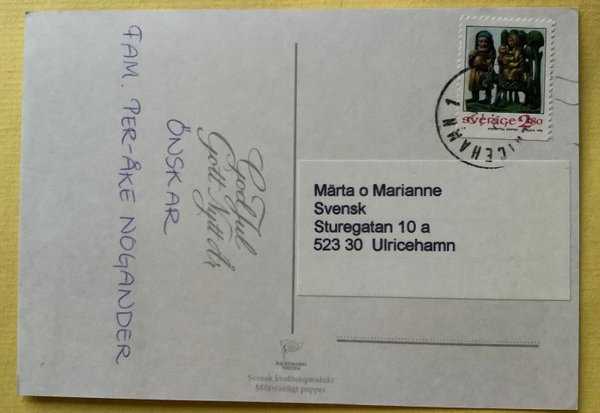 God Jul
Gott Nytt År
ÖNSKAR
FAM. PER-ÅKE NOGANDER
sverige 2.80
ULRICEHAMN 1
Märta o Marianne
Svensk
Sturegatan 10 a
523 30 Ulricehamn
Svensk kvalitetsprodukt
Miljövänligt papper